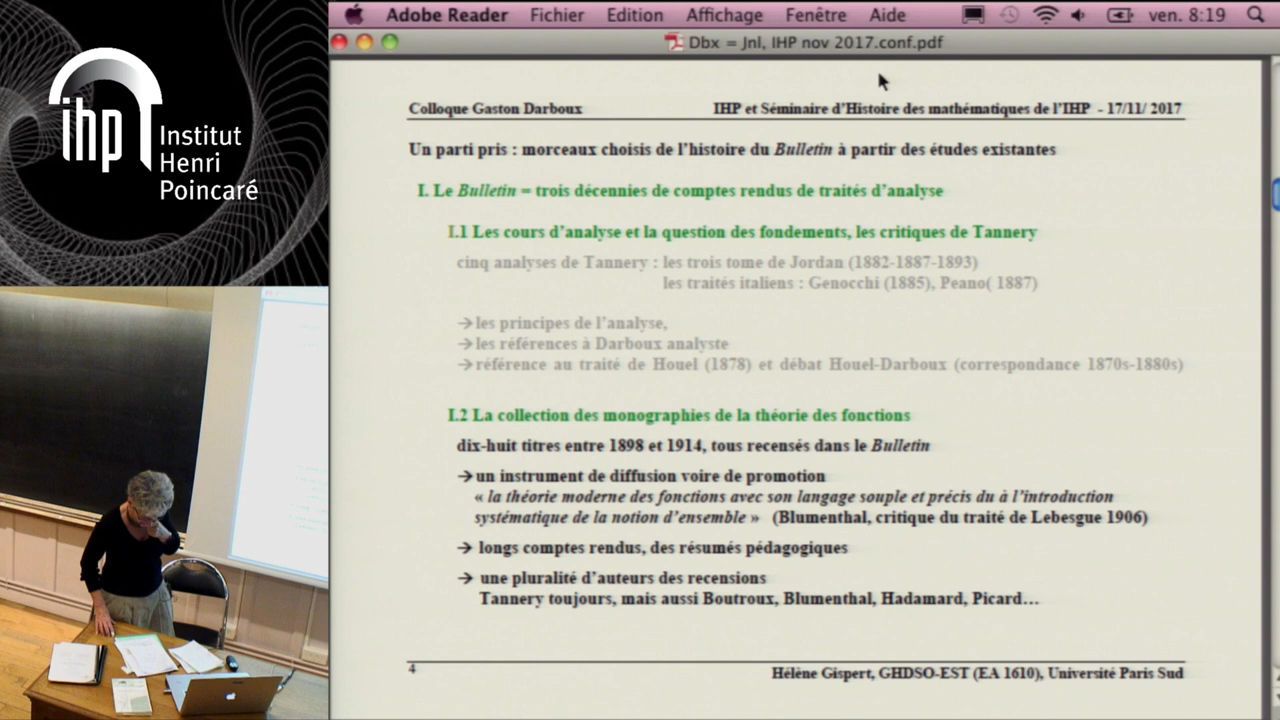 ihp Institut
Henri
Poincaré
Adobe Reader Fichier Edition Affichage Fenêtre Aide ven. 8:19
Dbx = Jnl, IHP nov 2017.conf.pdf
Colloque Gaston Darboux IHP et Séminaire d'Histoire des mathématiques de l'IHP - 17/11/ 2017
Un parti pris : morceaux choisis de l'histoire du Bulletin à partir des études existantes
I. Le Bulletin = trois décennies de comptes rendus de traités d'analyse
I.1 Les cours d'analyse et la question des fondements, les critiques de Tannery
cinq analyses de Tannery : les trois tome de Jordan (1882-1887-1893)
les traités italiens : Genocchi (1885), Peano( 1887)
→ les principes de l'analyse,
→ les références à Darboux analyste
→ référence au traité de Houel (1878) et débat Houel-Darboux (correspondance 1870s-1880s)
I.2 La collection des monographies de la théorie des fonctions
dix-huit titres entre 1898 et 1914, tous recensés dans le Bulletin
→ un instrument de diffusion voire de promotion
« la théorie moderne des fonctions avec son langage souple et précis du à l'introduction
systématique de la notion d'ensemble » (Blumenthal, critique du traité de Lebesgue 1906)
→ longs comptes rendus, des résumés pédagogiques
→ une pluralité d'auteurs des recensions
Tannery toujours, mais aussi Boutroux, Blumenthal, Hadamard, Picard…
4 Hélène Gispert, GHDSO-EST (EA 1610), Université Paris Sud